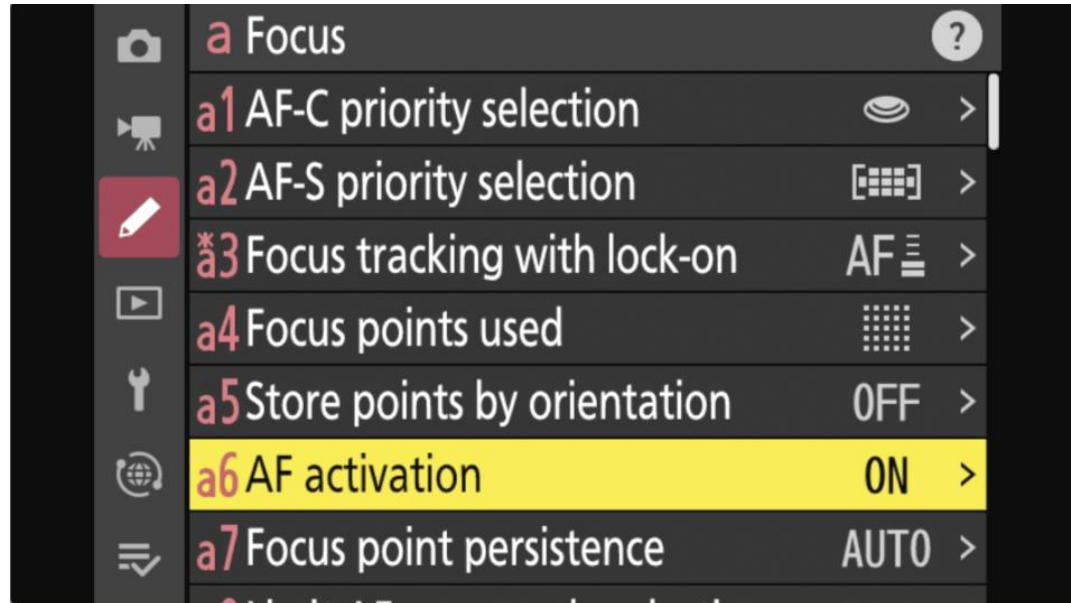 a Focus ?
a1 AF-C priority selection >
a2 AF-S priority selection >
*a3 Focus tracking with lock-on AF >
a4 Focus points used >
a5 Store points by orientation OFF >
a6 AF activation ON >
a7 Focus point persistence AUTO >